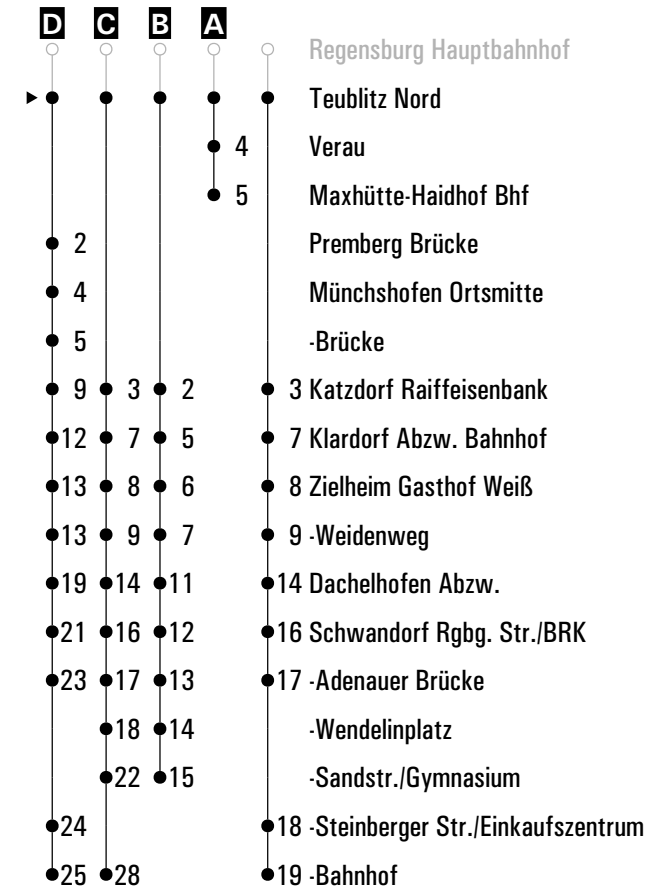 D C B A
Regensburg Hauptbahnhof
Teublitz Nord
4 Verau
5 Maxhütte-Haidhof Bhf
2 Premberg Brücke
4 Münchshofen Ortsmitte
5 -Brücke
9 3 2 3 Katzdorf Raiffeisenbank
12 7 5 7 Klardorf Abzw. Bahnhof
13 8 6 8 Zielheim Gasthof Weiß
13 9 7 9 -Weidenweg
19 14 11 14 Dachelhofen Abzw.
21 16 12 16 Schwandorf Rgbg. Str./BRK
23 17 13 17 -Adenauer Brücke
18 14 -Wendelinplatz
22 15 -Sandstr./Gymnasium
24 18 -Steinberger Str./Einkaufszentrum
25 28 19 -Bahnhof